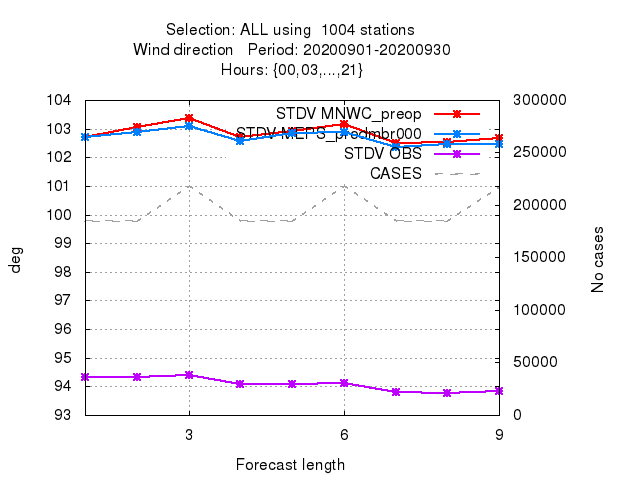 Selection: ALL using  1004 stations
Wind direction   Period: 20200901-20200930
Hours: {00,03,...,21}
104
103
102
101
100
99
98
97
96
95
94
93
deg
STDV MNWC_preop
STDV MEPS_prodmbr000
STDV OBS
CASES
300000
250000
200000
150000
100000
50000
0
No cases
3
6
9
Forecast length